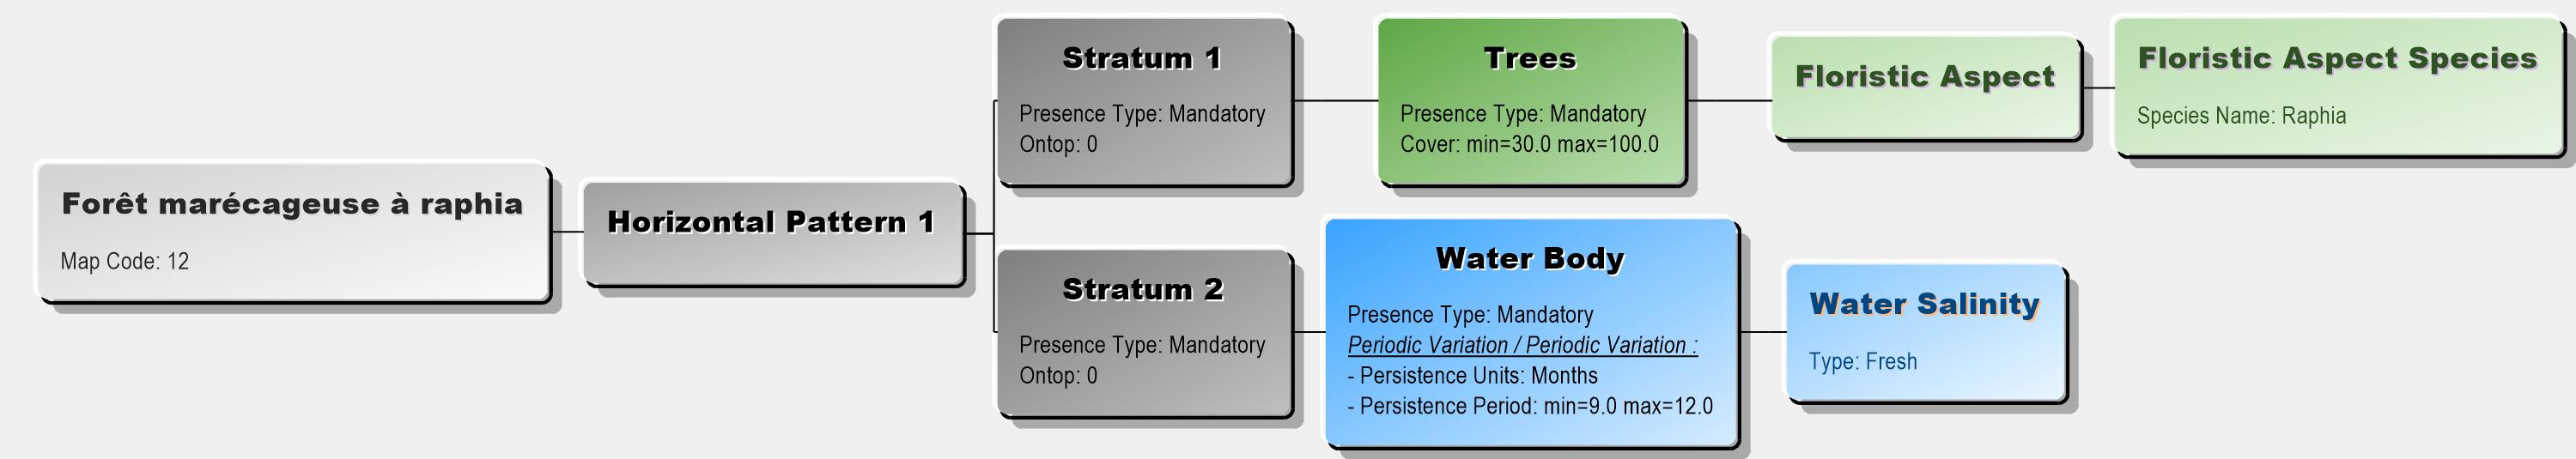 Forêt marécageuse à raphia
Map Code: 12
Horizontal Pattern 1
Stratum 1
Presence Type: Mandatory
Ontop: 0
Trees
Presence Type: Mandatory
Cover: min=30.0 max=100.0
Floristic Aspect
Floristic Aspect Species
Species Name: Raphia
Stratum 2
Presence Type: Mandatory
Ontop: 0
Water Body
Presence Type: Mandatory
Periodic Variation / Periodic Variation :
- Persistence Units: Months
- Persistence Period: min=9.0 max=12.0
Water Salinity
Type: Fresh